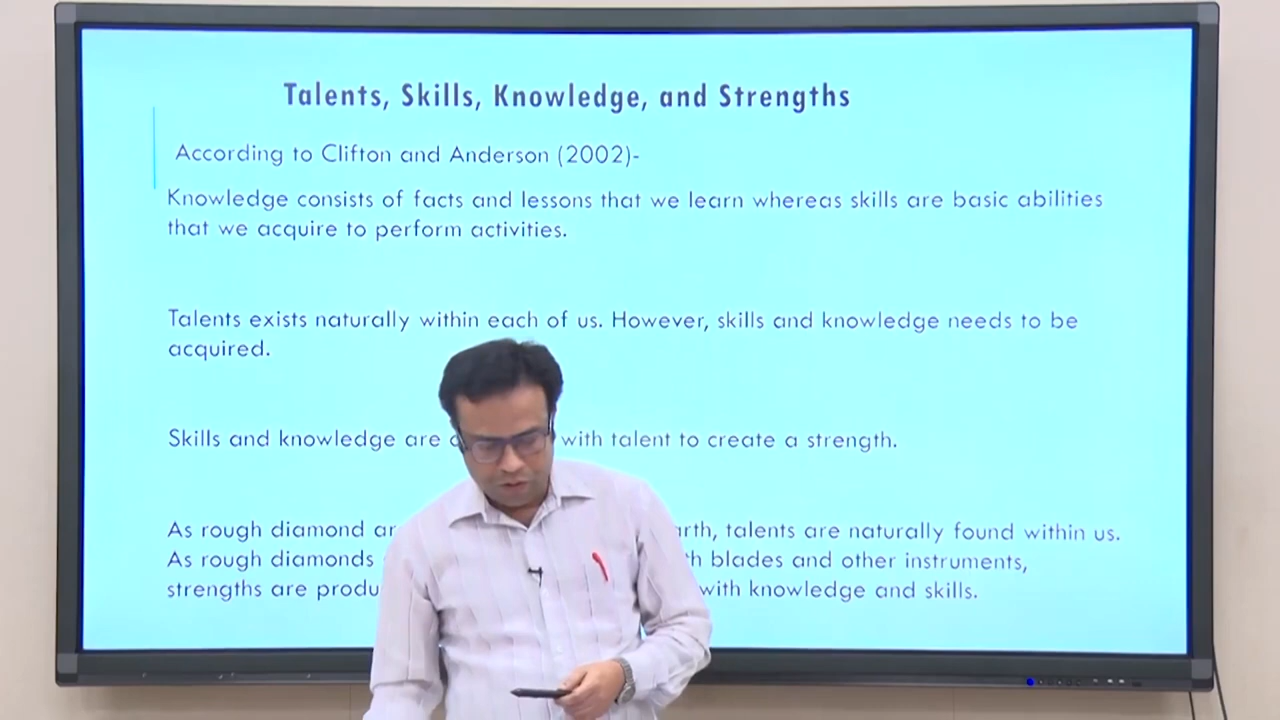 Talents, Skills, Knowledge, and Strengths
According to Clifton and Anderson (2002)-
Knowledge consists of facts and lessons that we learn whereas skills are basic abilities
that we acquire to perform activities.
Talents exists naturally within each of us. However, skills and knowledge needs to be
acquired.
Skills and knowledge are with talent to create a strength.
As rough diamond talents are naturally found within us.
As rough diamonds blades and other instruments,
strengths are with knowledge and skills.